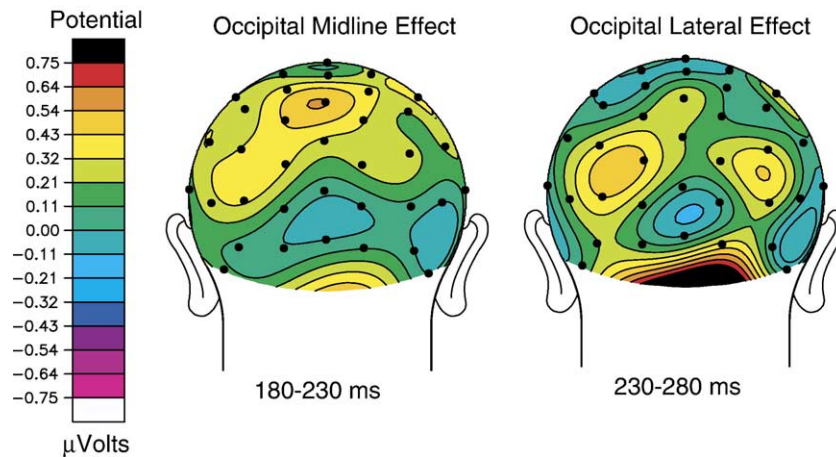 Potential
0.75
0.64
0.54
0.43
0.32
0.21
0.11
0.00
−0.11
−0.21
−0.32
−0.43
−0.54
−0.64
−0.75
μVolts
Occipital Midline Effect
180-230 ms
Occipital Lateral Effect
230-280 ms